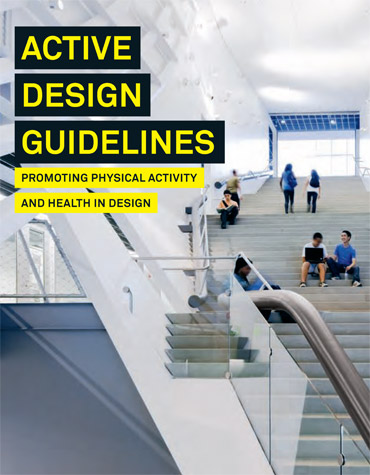 ACTIVE
DESIGN
GUIDELINES
PROMOTING PHYSICAL ACTIVITY
AND HEALTH IN DESIGN